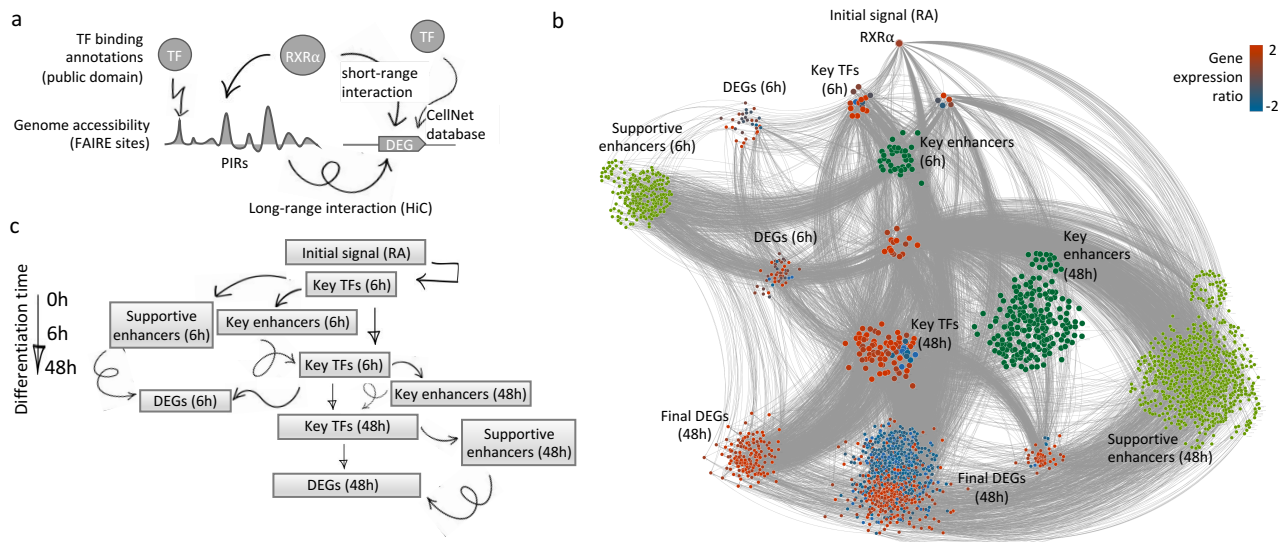 a
TF binding
annotations
(public domain)
TF
RXRα
TF
short-range
interaction
CellNet
database
Genome accessibility
(FAIRE sites)
PIRs
DEG
Long-range interaction (HiC)
b
Initial signal (RA)
RXRα
Gene
expression
ratio
2
-2
DEGs (6h)
Key TFs
(6h)
Supportive
enhancers (6h)
Key enhancers
(6h)
DEGs (6h)
Key
enhancers
(48h)
Key TFs
(48h)
Final DEGs
(48h)
Final DEGs
(48h)
Supportive
enhancers (48h)
c
Differentiation time
0h
6h
48h
Initial signal (RA)
Key TFs (6h)
Supportive
enhancers (6h)
Key enhancers (6h)
Key TFs (6h)
DEGs (6h)
Key enhancers (48h)
Key TFs (48h)
Supportive
enhancers (48h)
DEGs (48h)